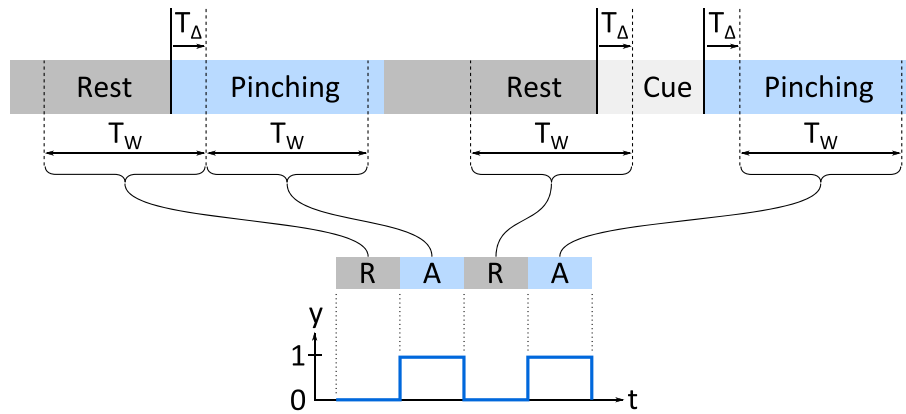 TΔ TΔ TΔ
Rest Pinching Rest Cue Pinching
TW TW TW TW
R A R A
y
1
0 t